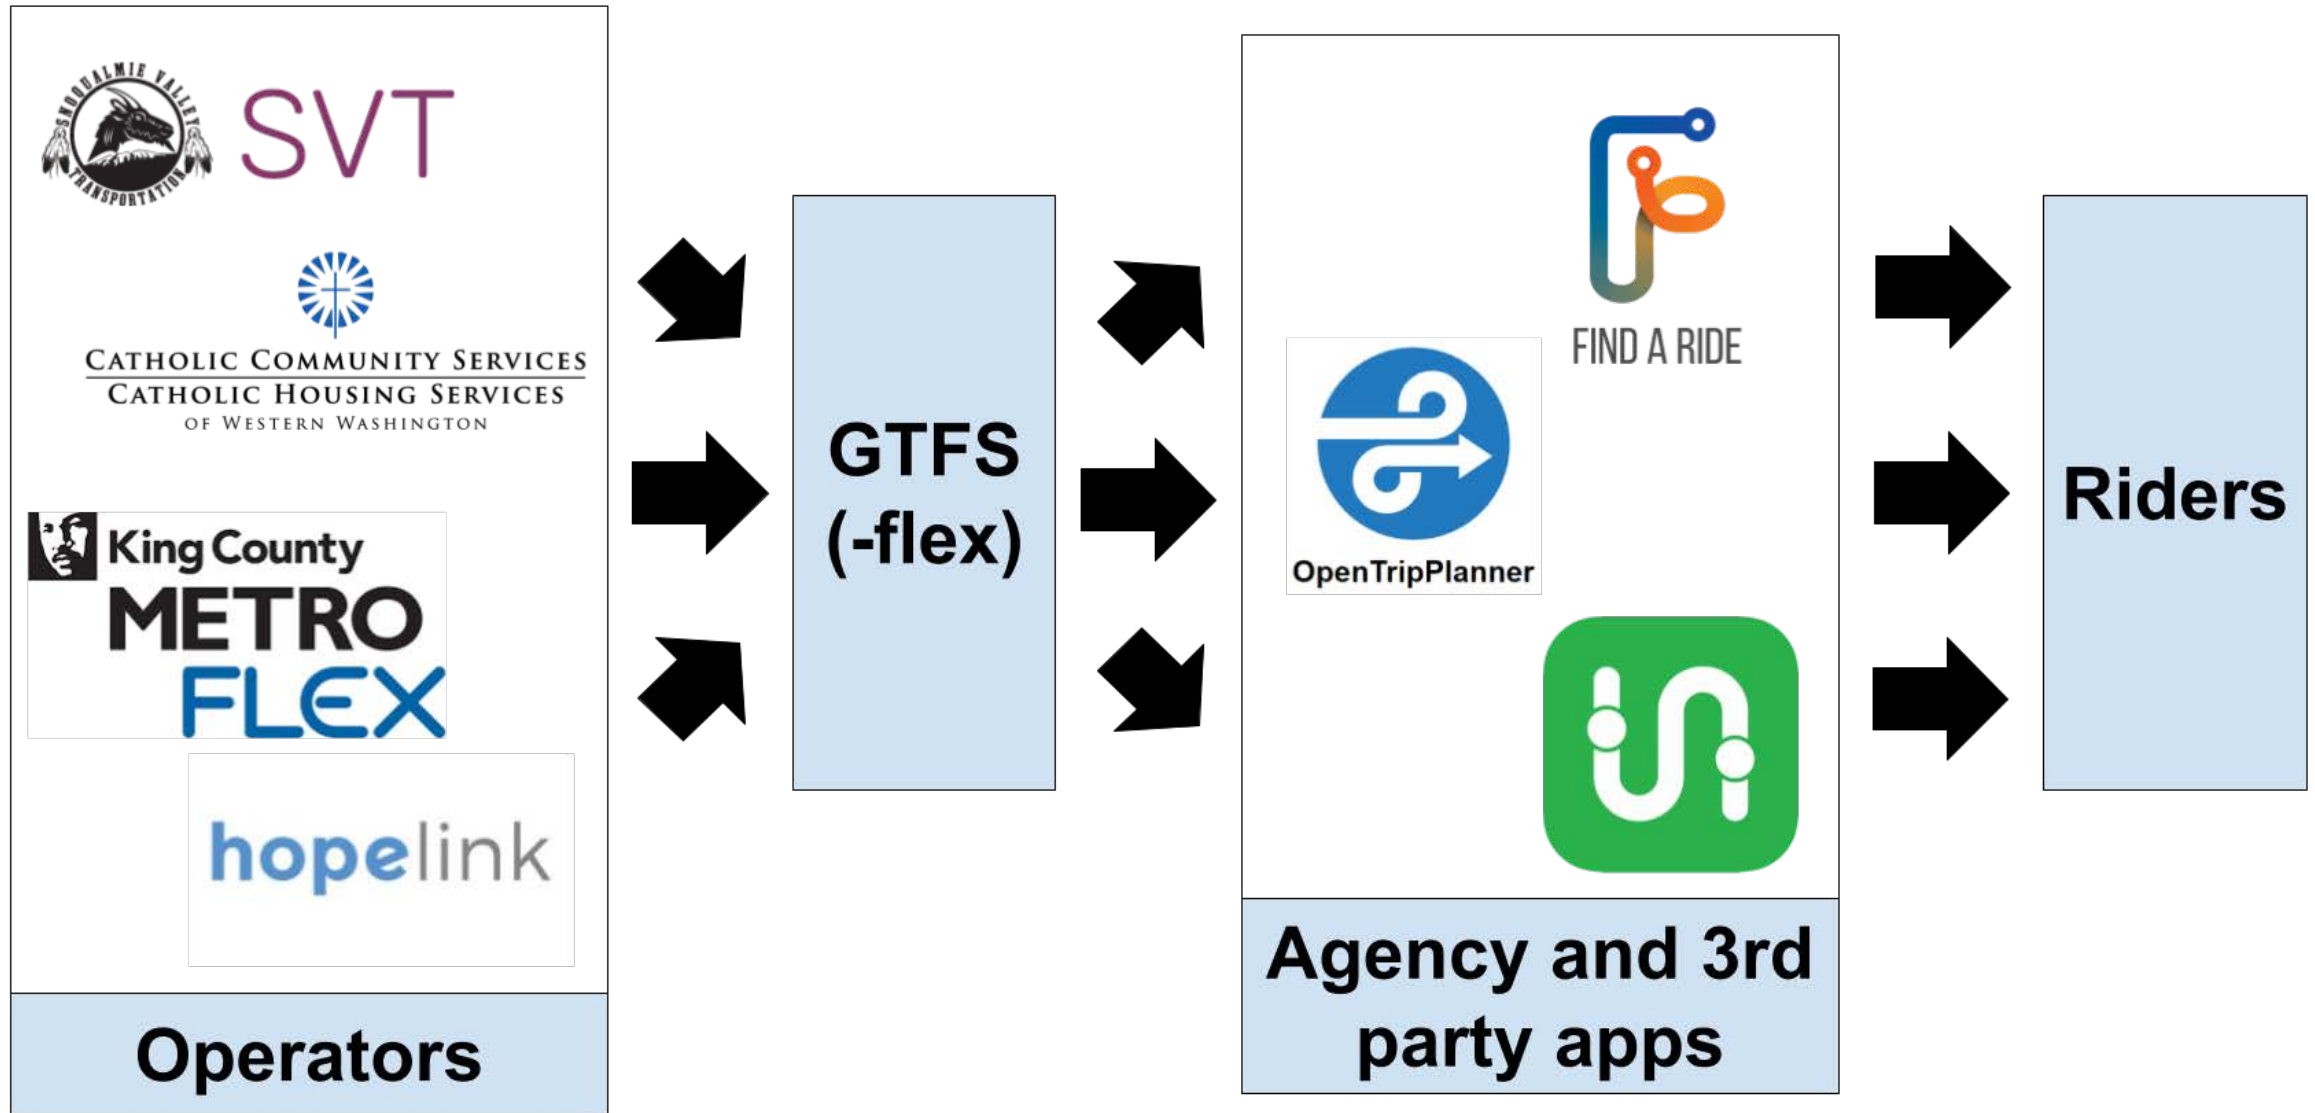 SNOQUALMIE VALLEY
TRANSPORTATION
SVT
CATHOLIC COMMUNITY SERVICES
CATHOLIC HOUSING SERVICES
OF WESTERN WASHINGTON
King County
METRO
FLEX
hopelink
Operators
GTFS
(-flex)
FIND A RIDE
OpenTripPlanner
Agency and 3rd
party apps
Riders